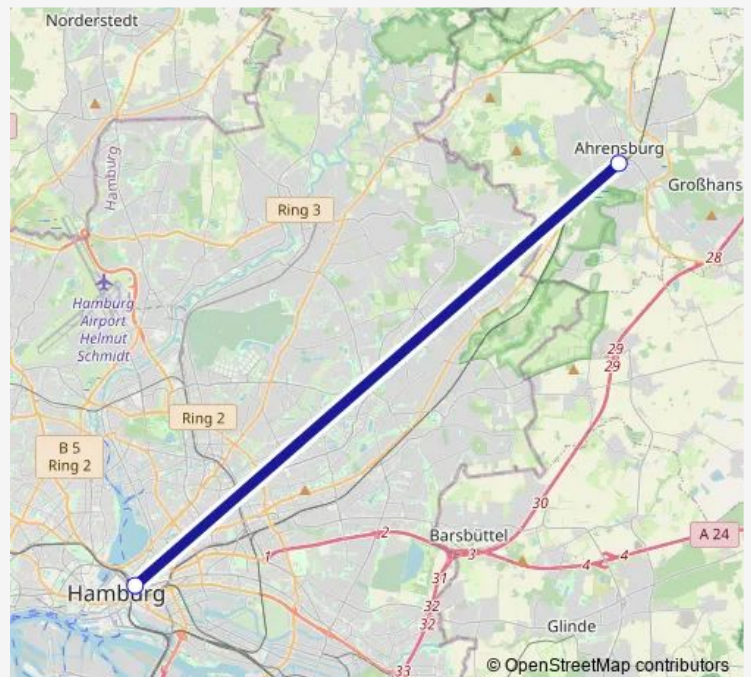 Norderstedt
Hamburg
Ring 3
Ahrensburg
Großhans
28
Hamburg
Airport
Helmut
Schmidt
29
29
Ring 2
B 5
Ring 2
30
1
2
Barsbüttel
3
A 24
4
4
31
Hamburg
32
32
Glinde
33
© OpenStreetMap contributors